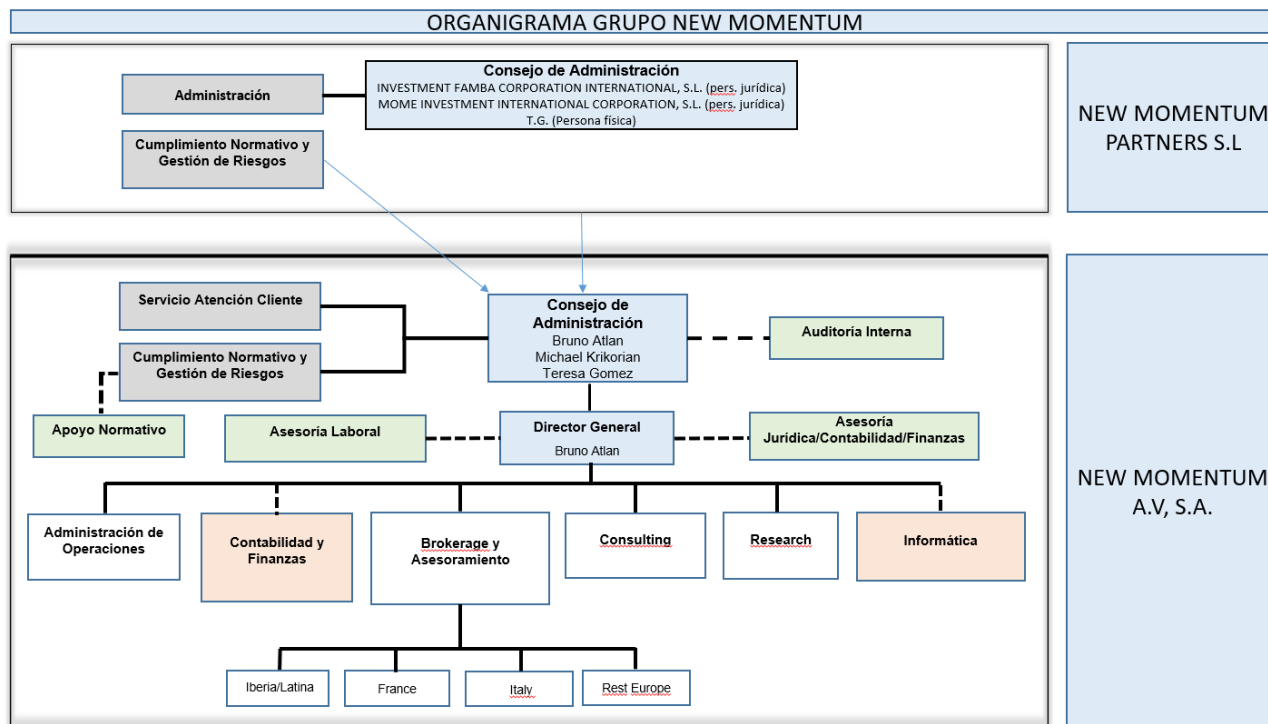 ORGANIGRAMA GRUPO NEW MOMENTUM
Administración
Consejo de Administración
INVESTMENT FAMBA CORPORATION INTERNATIONAL, S.L. (pers. jurídica)
MOME INVESTMENT INTERNATIONAL CORPORATION, S.L. (pers. jurídica)
T.G. (Persona física)
Cumplimiento Normativo y
Gestión de Riesgos
NEW MOMENTUM
PARTNERS S.L
Servicio Atención Cliente
Cumplimiento Normativo y
Gestión de Riesgos
Consejo de
Administración
Bruno Atlan
Michael Krikorian
Teresa Gomez
Auditoría Interna
Apoyo Normativo
Asesoría Laboral
Director General
Bruno Atlan
Asesoría
Jurídica/Contabilidad/Finanzas
NEW MOMENTUM
A.V, S.A.
Administración de
Operaciones
Contabilidad y
Finanzas
Brokerage y
Asesoramiento
Consulting
Research
Informática
Iberia/Latina
France
Italy
Rest Europe